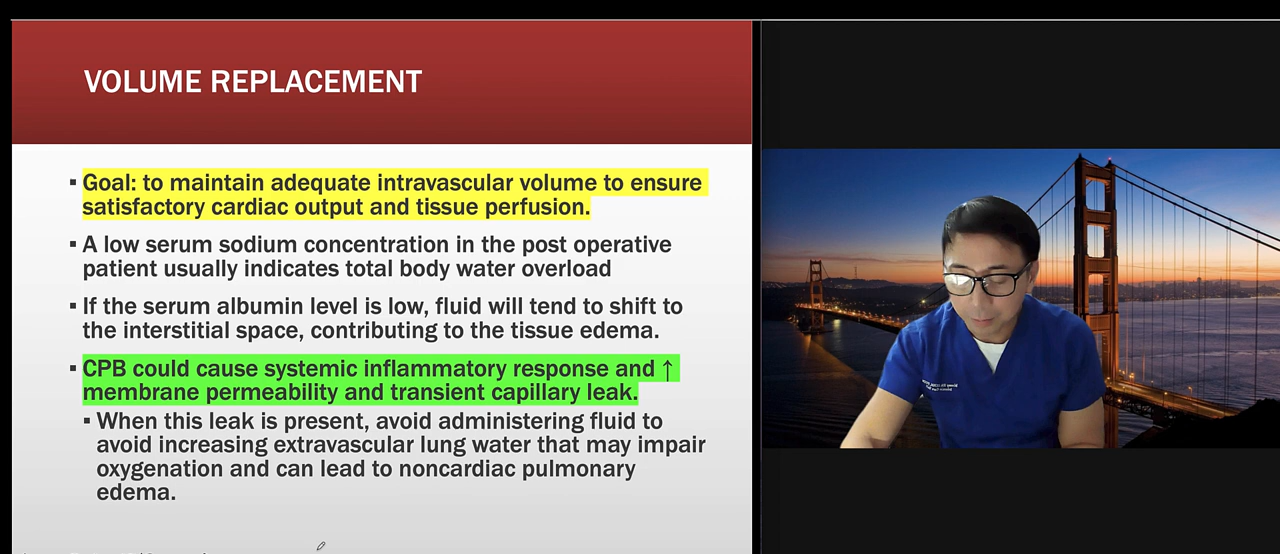 VOLUME REPLACEMENT
▪ Goal: to maintain adequate intravascular volume to ensure
satisfactory cardiac output and tissue perfusion.
▪ A low serum sodium concentration in the post operative
patient usually indicates total body water overload
▪ If the serum albumin level is low, fluid will tend to shift to
the interstitial space, contributing to the tissue edema.
▪ CPB could cause systemic inflammatory response and ↑
membrane permeability and transient capillary leak.
▪ When this leak is present, avoid administering fluid to
avoid increasing extravascular lung water that may impair
oxygenation and can lead to noncardiac pulmonary
edema.